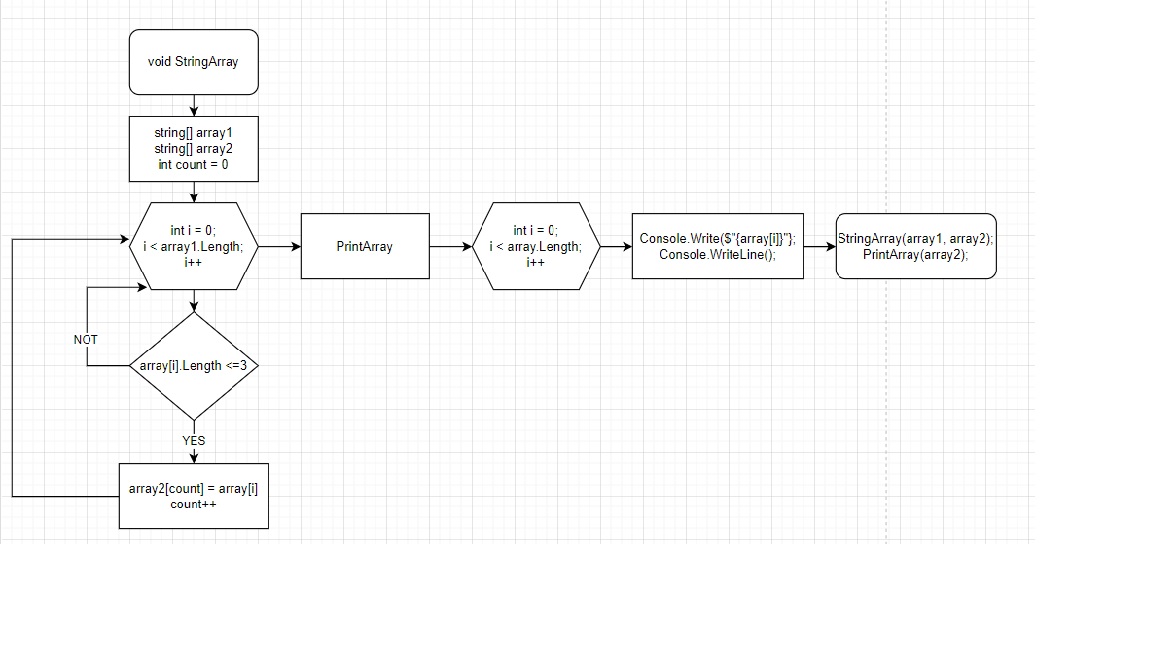 void StringArray
string[] array1
string[] array2
int count = 0
int i = 0;
i < array1.Length;
i++
PrintArray
int i = 0;
i < array.Length;
i++
Console.Write($"{array[i]}"};
Console.WriteLine();
StringArray(array1, array2);
PrintArray(array2);
NOT
array[i].Length <=3
YES
array2[count] = array[i]
count++